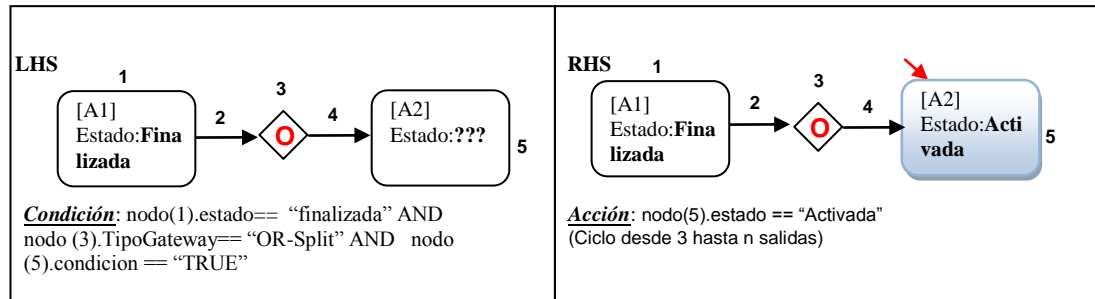 LHS
1
2
3
4
5
[A1]
Estado:Fina
lizada
O
[A2]
Estado:???
Condición: nodo(1).estado== “finalizada” AND
nodo (3).TipoGateway== “OR-Split” AND nodo
(5).condicion == “TRUE”
RHS
1
2
3
4
5
[A1]
Estado:Fina
lizada
O
[A2]
Estado:Acti
vada
Acción: nodo(5).estado == “Activada”
(Ciclo desde 3 hasta n salidas)